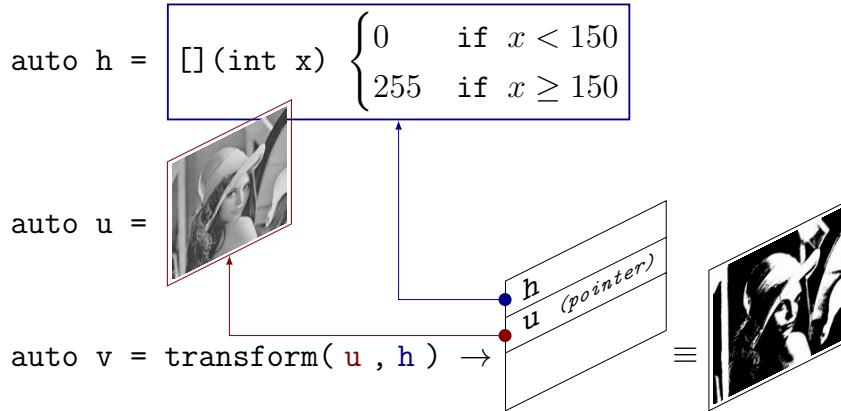 auto h = [](int x) { 0 if x < 150
255 if x ≥ 150
auto u =
h
u (pointer)
auto v = transform( u , h ) → ≡